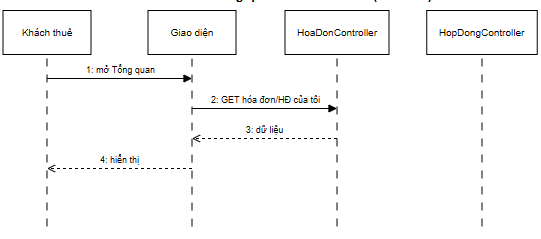 Khách thuê
Giao diện
HoaDonController
HopDongController
1: mở Tổng quan
2: GET hóa đơn/HĐ của tôi
3: dữ liệu
4: hiển thị